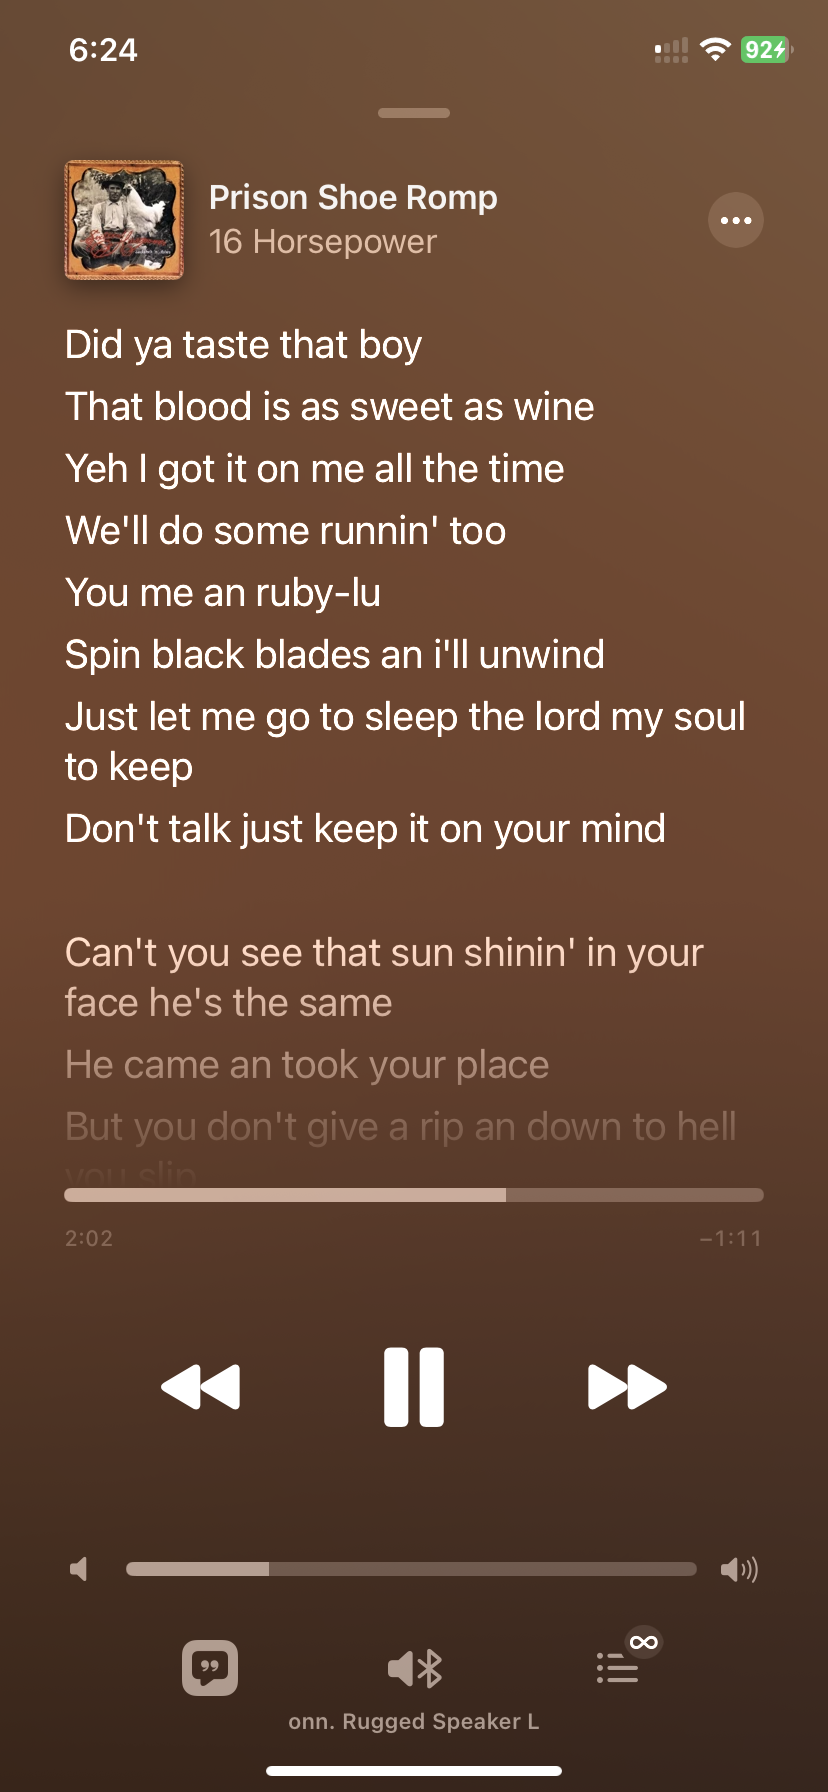 6:24
92
Prison Shoe Romp
16 Horsepower
Did ya taste that boy
That blood is as sweet as wine
Yeh I got it on me all the time
We'll do some runnin' too
You me an ruby-lu
Spin black blades an i'll unwind
Just let me go to sleep the lord my soul
to keep
Don't talk just keep it on your mind
Can't you see that sun shinin' in your
face he's the same
He came an took your place
But you don't give a rip an down to hell
you slip
2:02
−1:11
onn. Rugged Speaker L